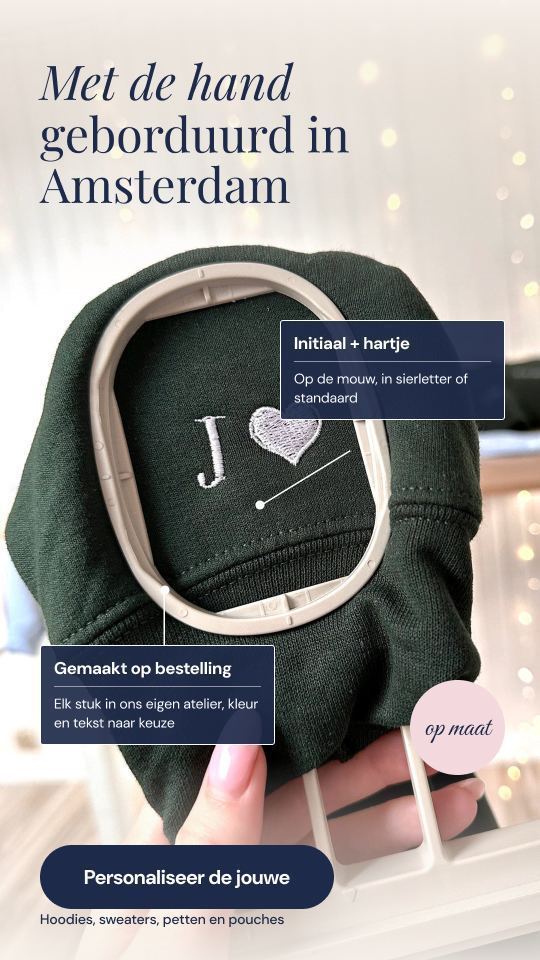 Met de hand
geborduurd in
Amsterdam
Initiaal + hartje
Op de mouw, in sierletter of
standaard
J
Gemaakt op bestelling
Elk stuk in ons eigen atelier, kleur
en tekst naar keuze
op maat
Personaliseer de jouwe
Hoodies, sweaters, petten en pouches